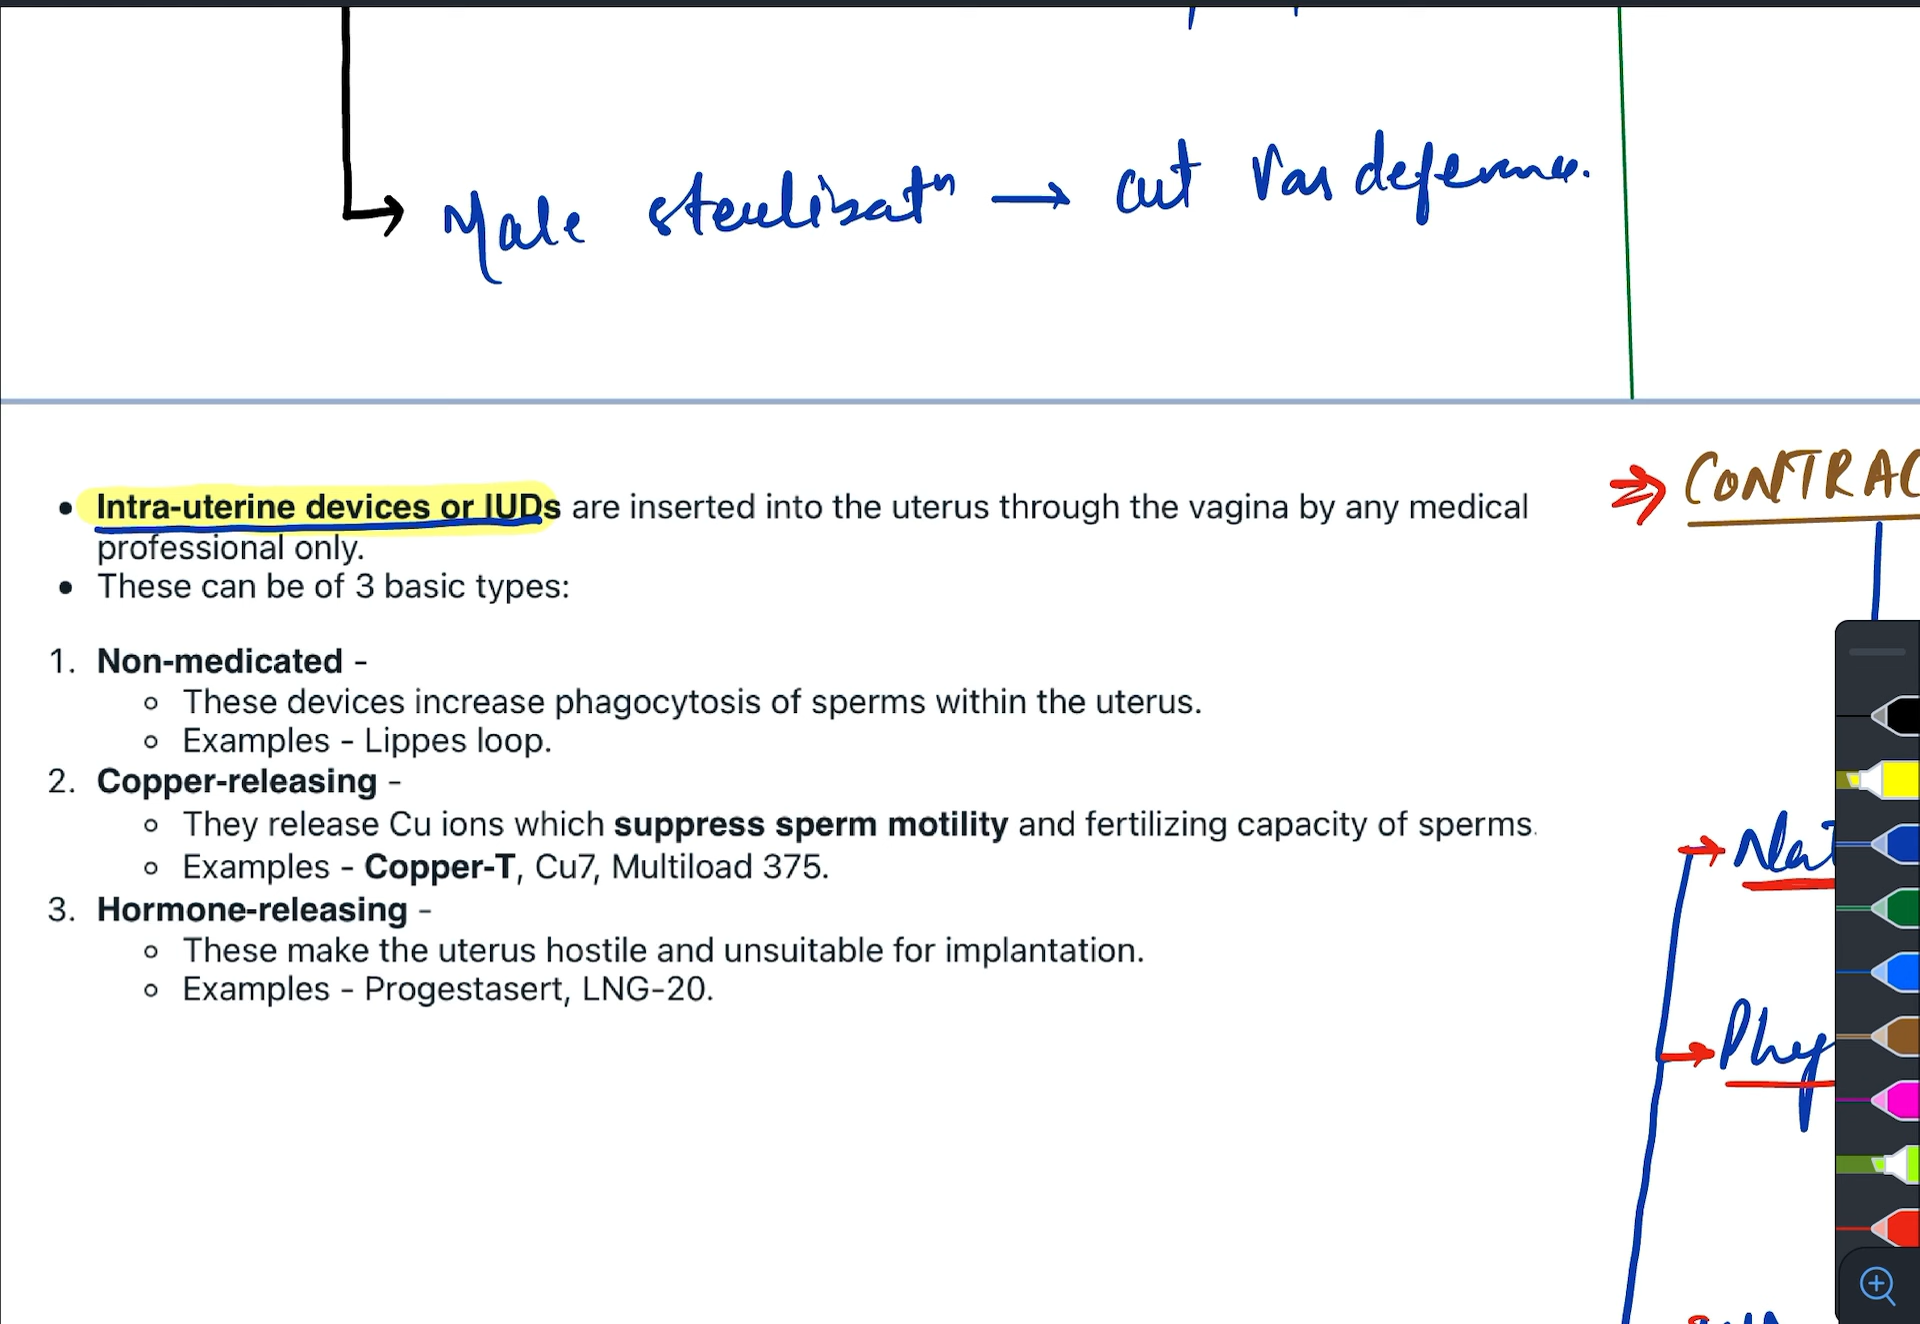 Male sterilisatⁿ → cut Vas deference.
• Intra-uterine devices or IUDs are inserted into the uterus through the vagina by any medical
professional only.
• These can be of 3 basic types:
1. Non-medicated -
∘ These devices increase phagocytosis of sperms within the uterus.
∘ Examples - Lippes loop.
2. Copper-releasing -
∘ They release Cu ions which suppress sperm motility and fertilizing capacity of sperms.
∘ Examples - Copper-T, Cu7, Multiload 375.
3. Hormone-releasing -
∘ These make the uterus hostile and unsuitable for implantation.
∘ Examples - Progestasert, LNG-20.
⇒ CONTRAC
→ Nat
→ Phy